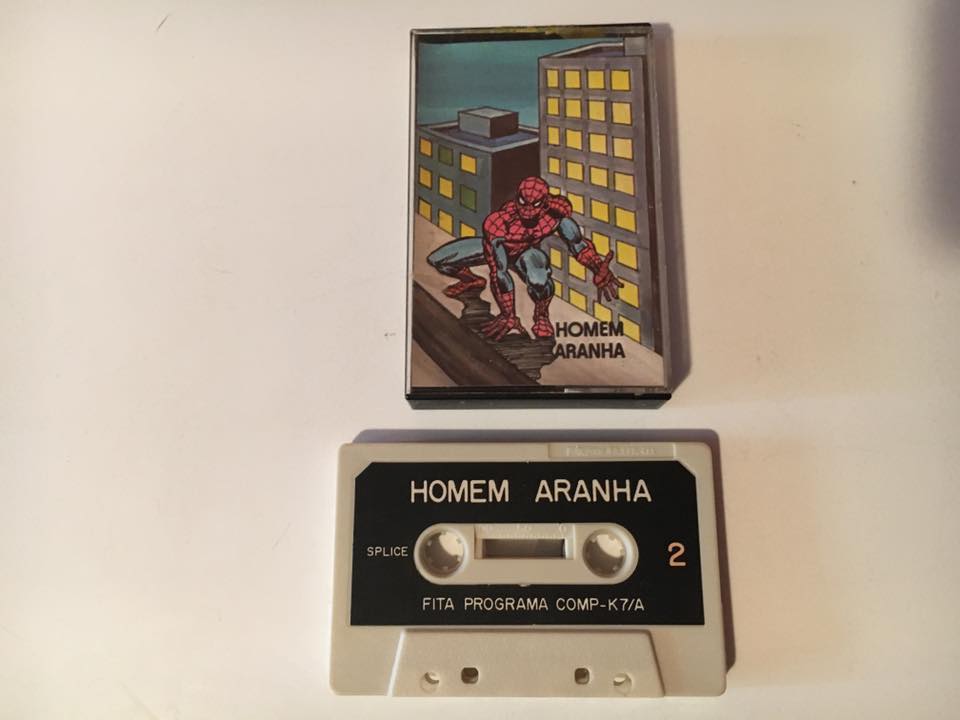 HOMEM
ARANHA
HOMEM ARANHA
SPLICE
2
FITA PROGRAMA COMP-K7/A